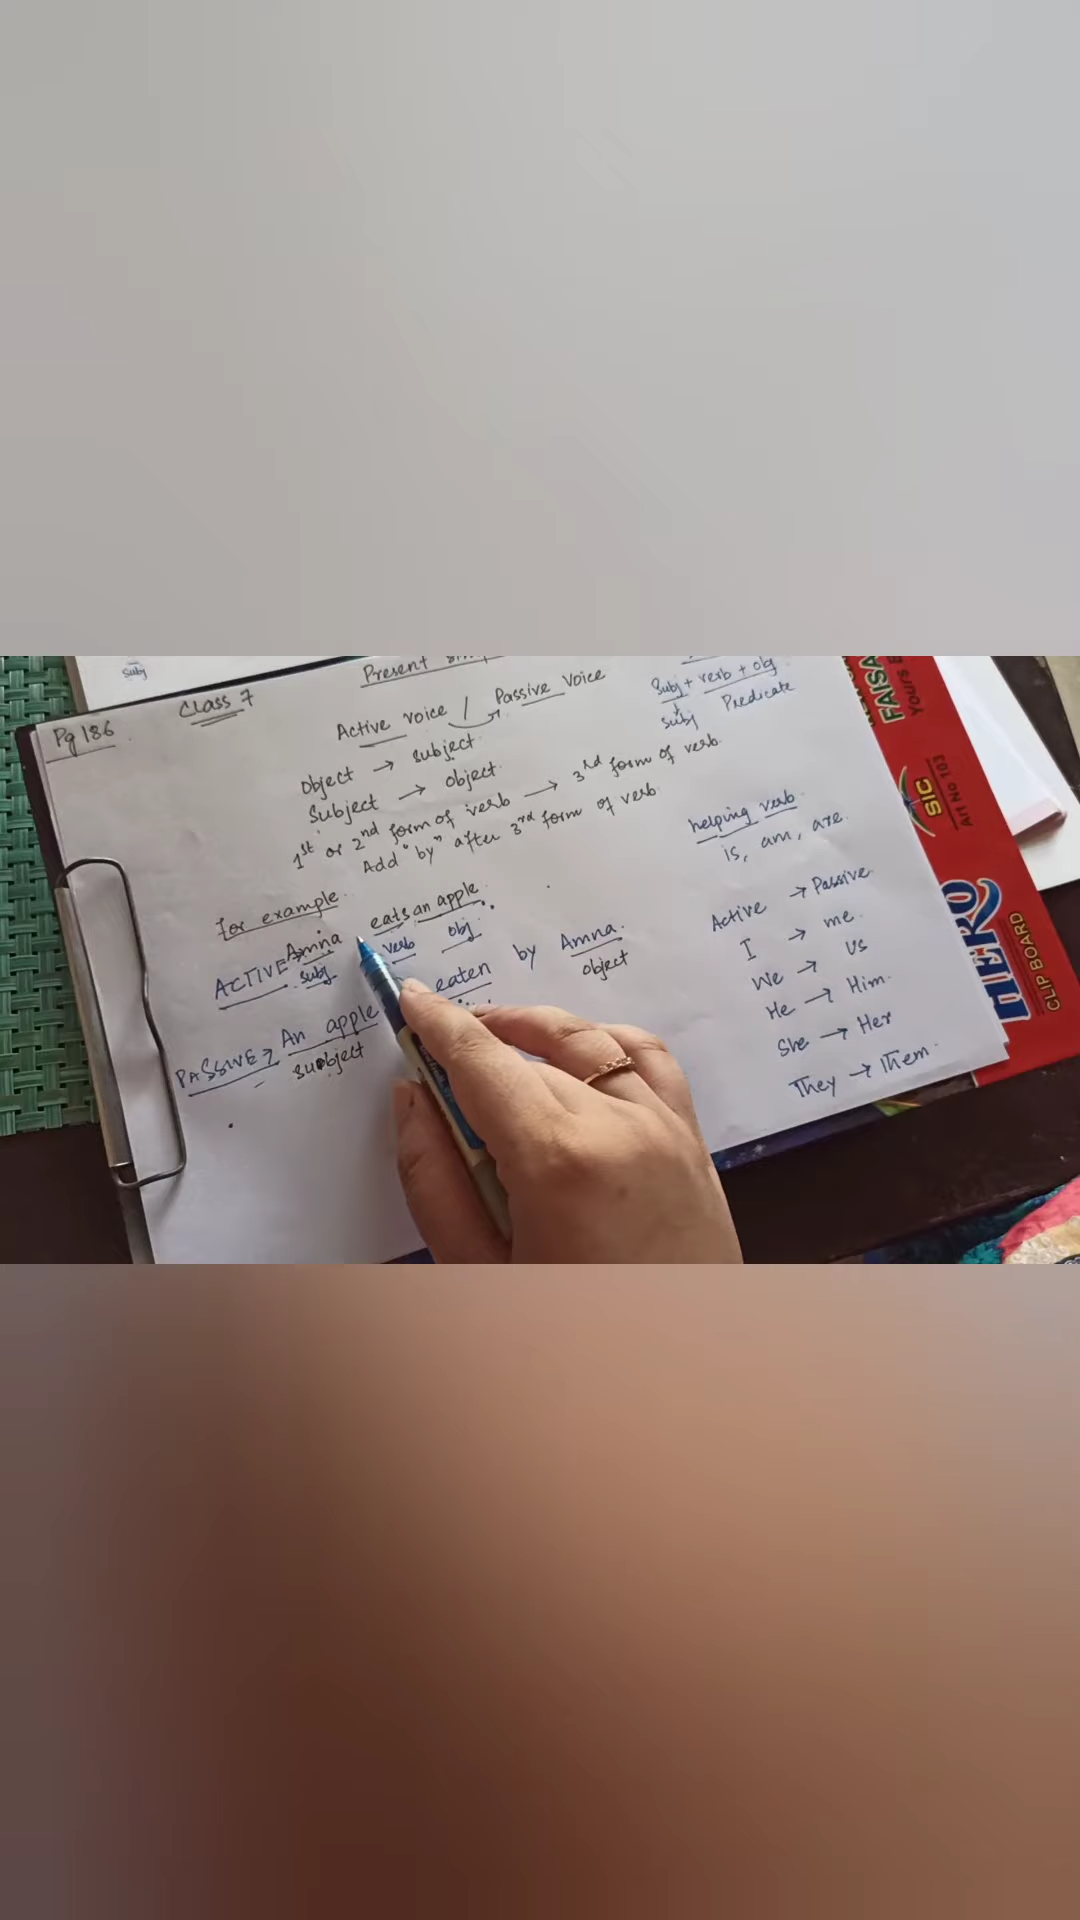 Subj
Present
Pg 186
Class 7
Active voice / Passive Voice
Object → subject
Subject → object
1st or 2nd form of verb → 3rd form of verb
Add "by" after 3rd form of verb
Subj + verb + obj
subj Predicate
helping verb
is, am, are
For example
ACTIVE → Amna eats an apple.
subj verb obj
PASSIVE → An apple eaten by Amna.
subject object
Active → Passive
I → me
We → us
He → Him
She → Her
They → Them
FAISA
YOURS E
SIC
Art No 103
HERO
CLIP BOARD